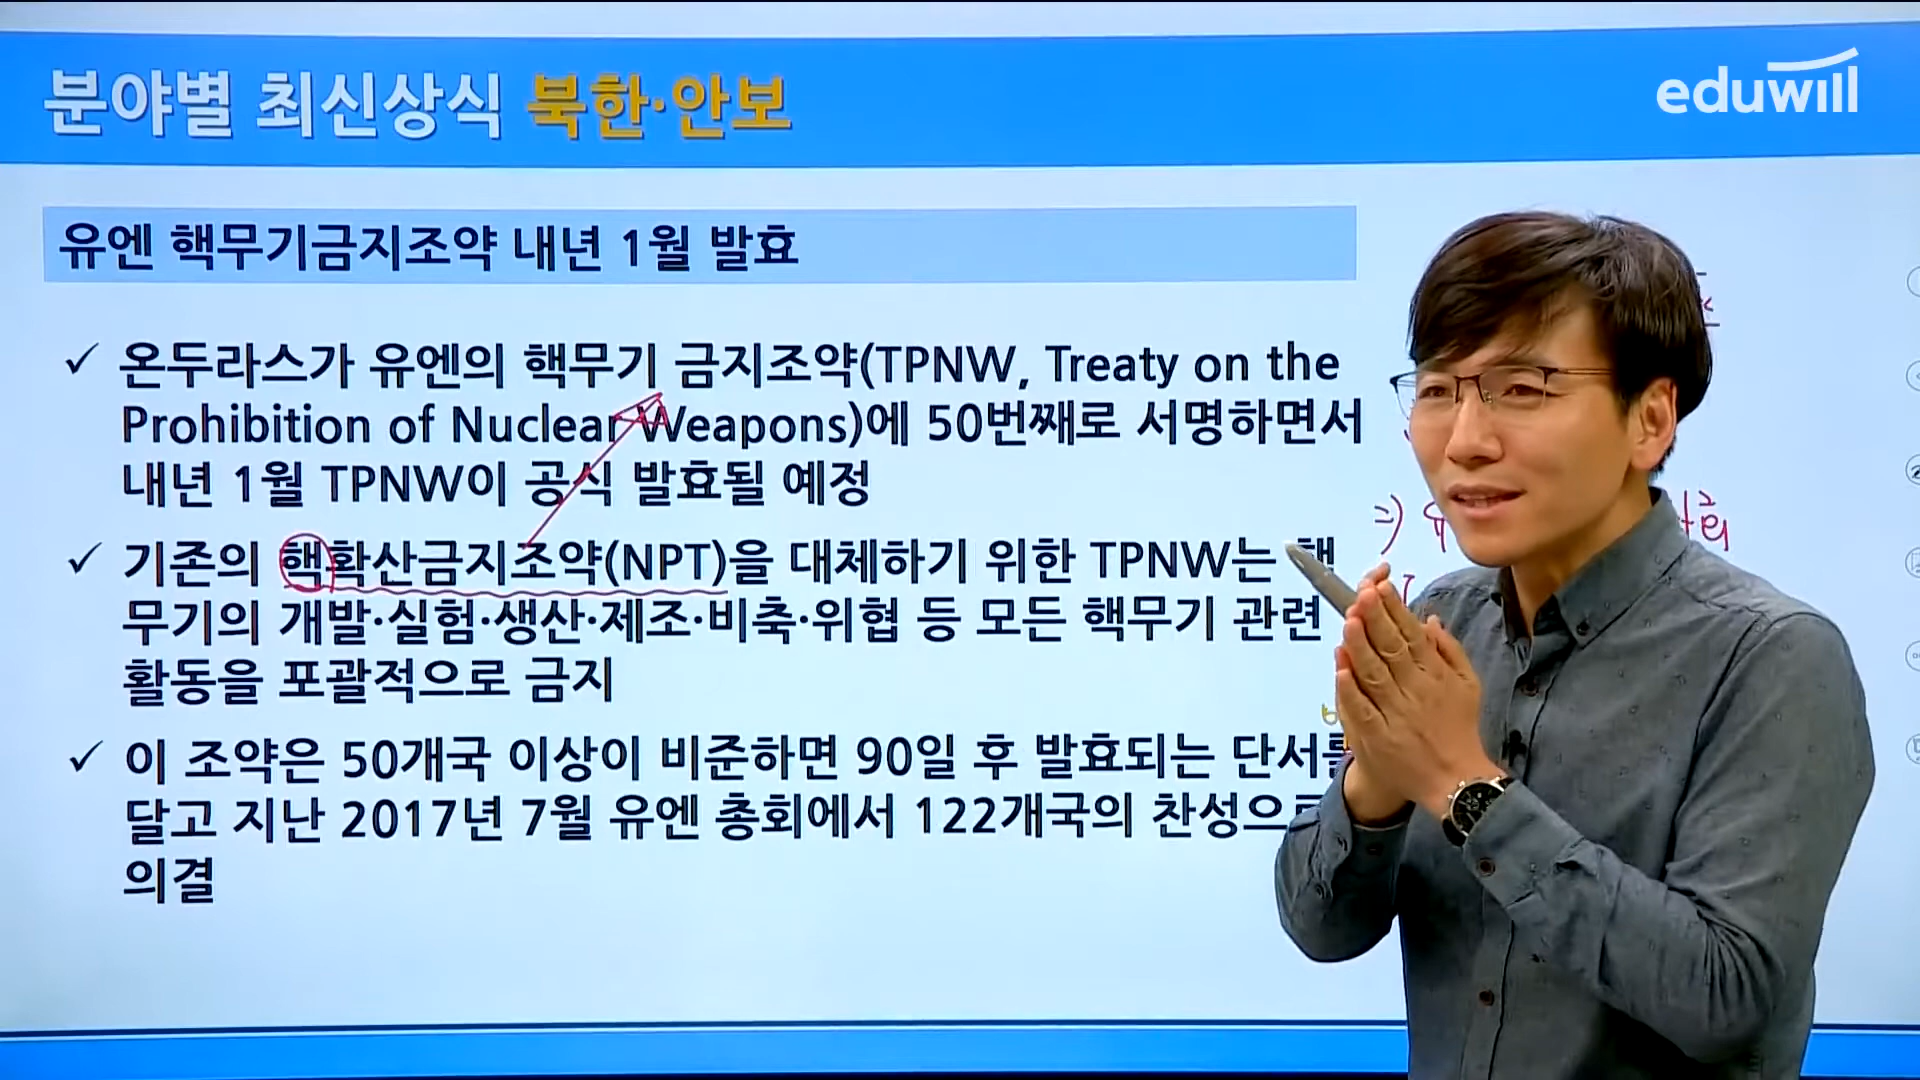 분야별 최신상식 북한·안보
eduwill
유엔 핵무기금지조약 내년 1월 발효
✓ 온두라스가 유엔의 핵무기 금지조약(TPNW, Treaty on the
Prohibition of Nuclear Weapons)에 50번째로 서명하면서
내년 1월 TPNW이 공식 발효될 예정
✓ 기존의 핵확산금지조약(NPT)을 대체하기 위한 TPNW는 핵
무기의 개발·실험·생산·제조·비축·위협 등 모든 핵무기 관련
활동을 포괄적으로 금지
✓ 이 조약은 50개국 이상이 비준하면 90일 후 발효되는 단서를
달고 지난 2017년 7월 유엔 총회에서 122개국의 찬성으로
의결